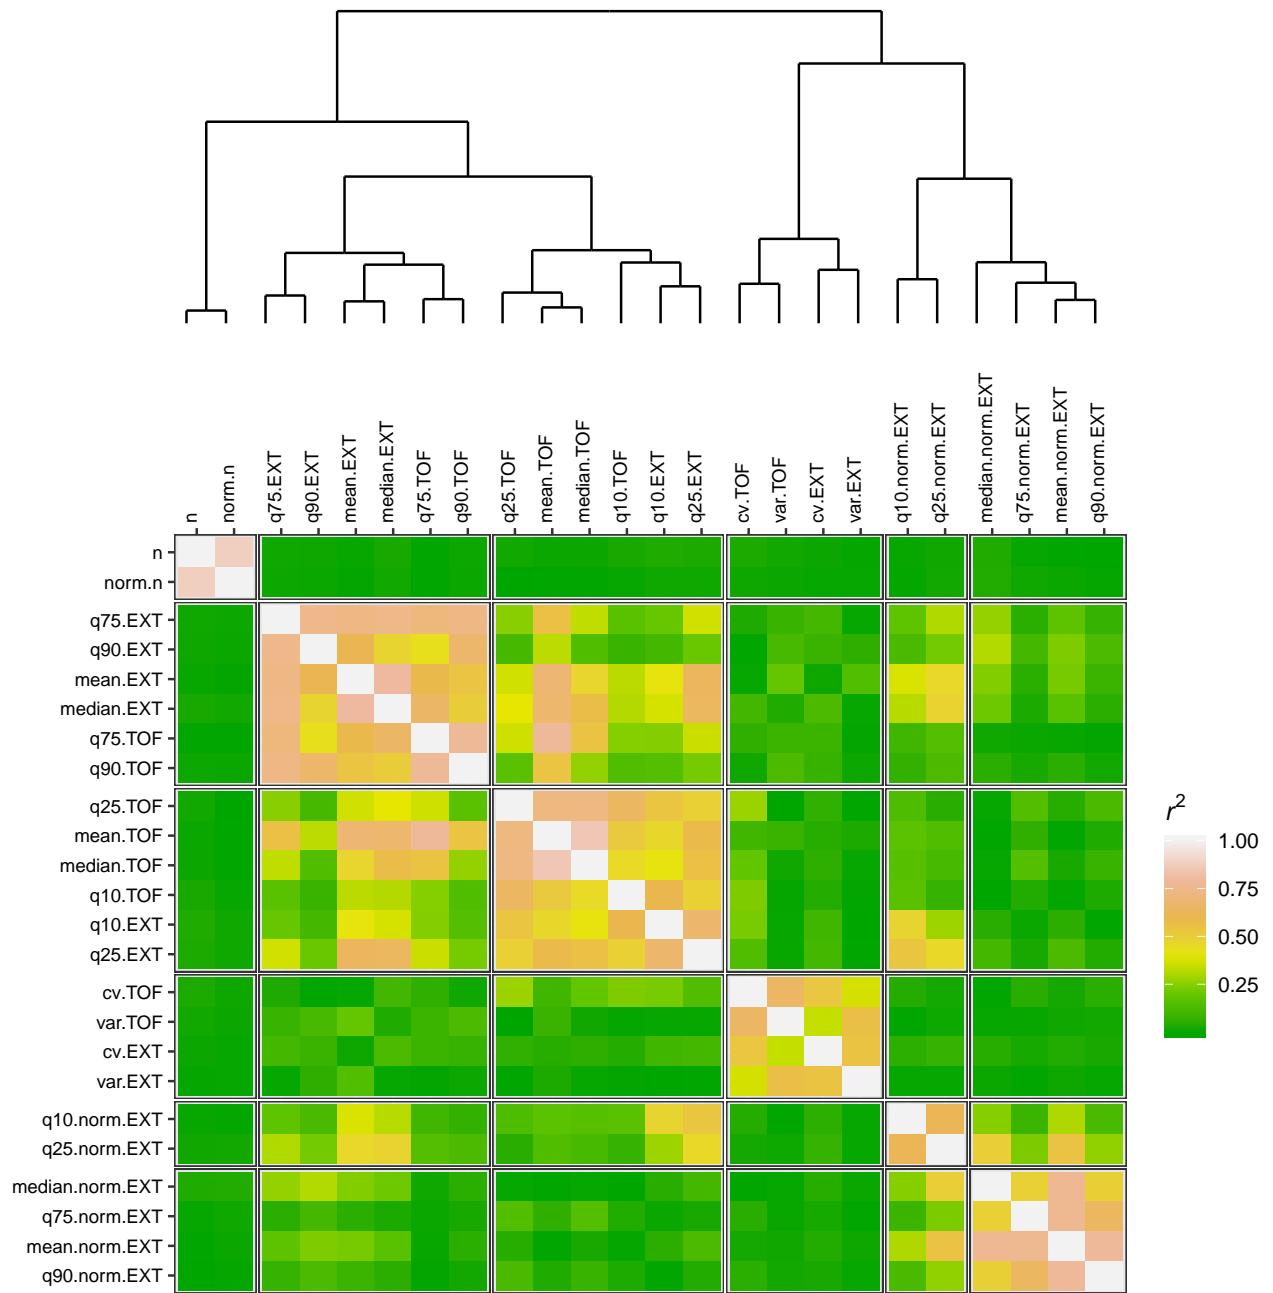 n
norm.n
q75.EXT
q90.EXT
mean.EXT
median.EXT
q75.TOF
q90.TOF
q25.TOF
mean.TOF
median.TOF
q10.TOF
q10.EXT
q25.EXT
cv.TOF
var.TOF
cv.EXT
var.EXT
q10.norm.EXT
q25.norm.EXT
median.norm.EXT
q75.norm.EXT
mean.norm.EXT
q90.norm.EXT
n
norm.n
q75.EXT
q90.EXT
mean.EXT
median.EXT
q75.TOF
q90.TOF
q25.TOF
mean.TOF
median.TOF
q10.TOF
q10.EXT
q25.EXT
cv.TOF
var.TOF
cv.EXT
var.EXT
q10.norm.EXT
q25.norm.EXT
median.norm.EXT
q75.norm.EXT
mean.norm.EXT
q90.norm.EXT
r²
1.00
0.75
0.50
0.25